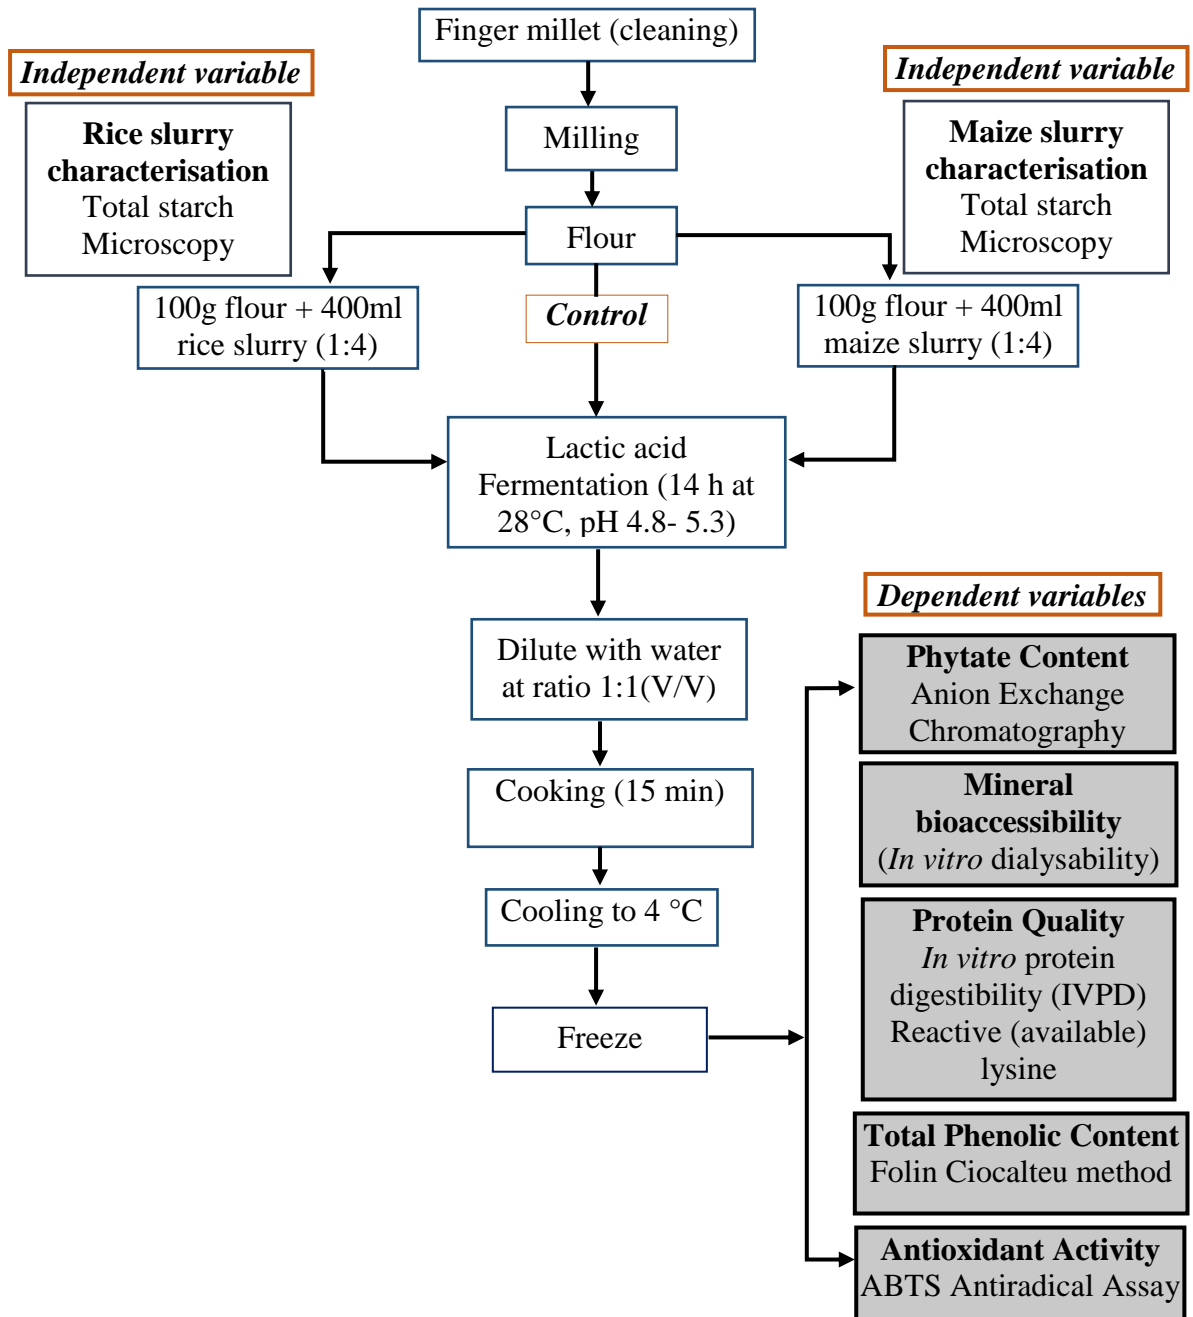 Finger millet (cleaning)
Independent variable
Independent variable
Rice slurry
characterisation
Total starch
Microscopy
Milling
Maize slurry
characterisation
Total starch
Microscopy
Flour
100g flour + 400ml
rice slurry (1:4)
Control
100g flour + 400ml
maize slurry (1:4)
Lactic acid
Fermentation (14 h at
28°C, pH 4.8- 5.3)
Dilute with water
at ratio 1:1(V/V)
Cooking (15 min)
Cooling to 4 °C
Freeze
Dependent variables
Phytate Content
Anion Exchange
Chromatography
Mineral
bioaccessibility
(In vitro dialysability)
Protein Quality
In vitro protein
digestibility (IVPD)
Reactive (available)
lysine
Total Phenolic Content
Folin Ciocalteu method
Antioxidant Activity
ABTS Antiradical Assay